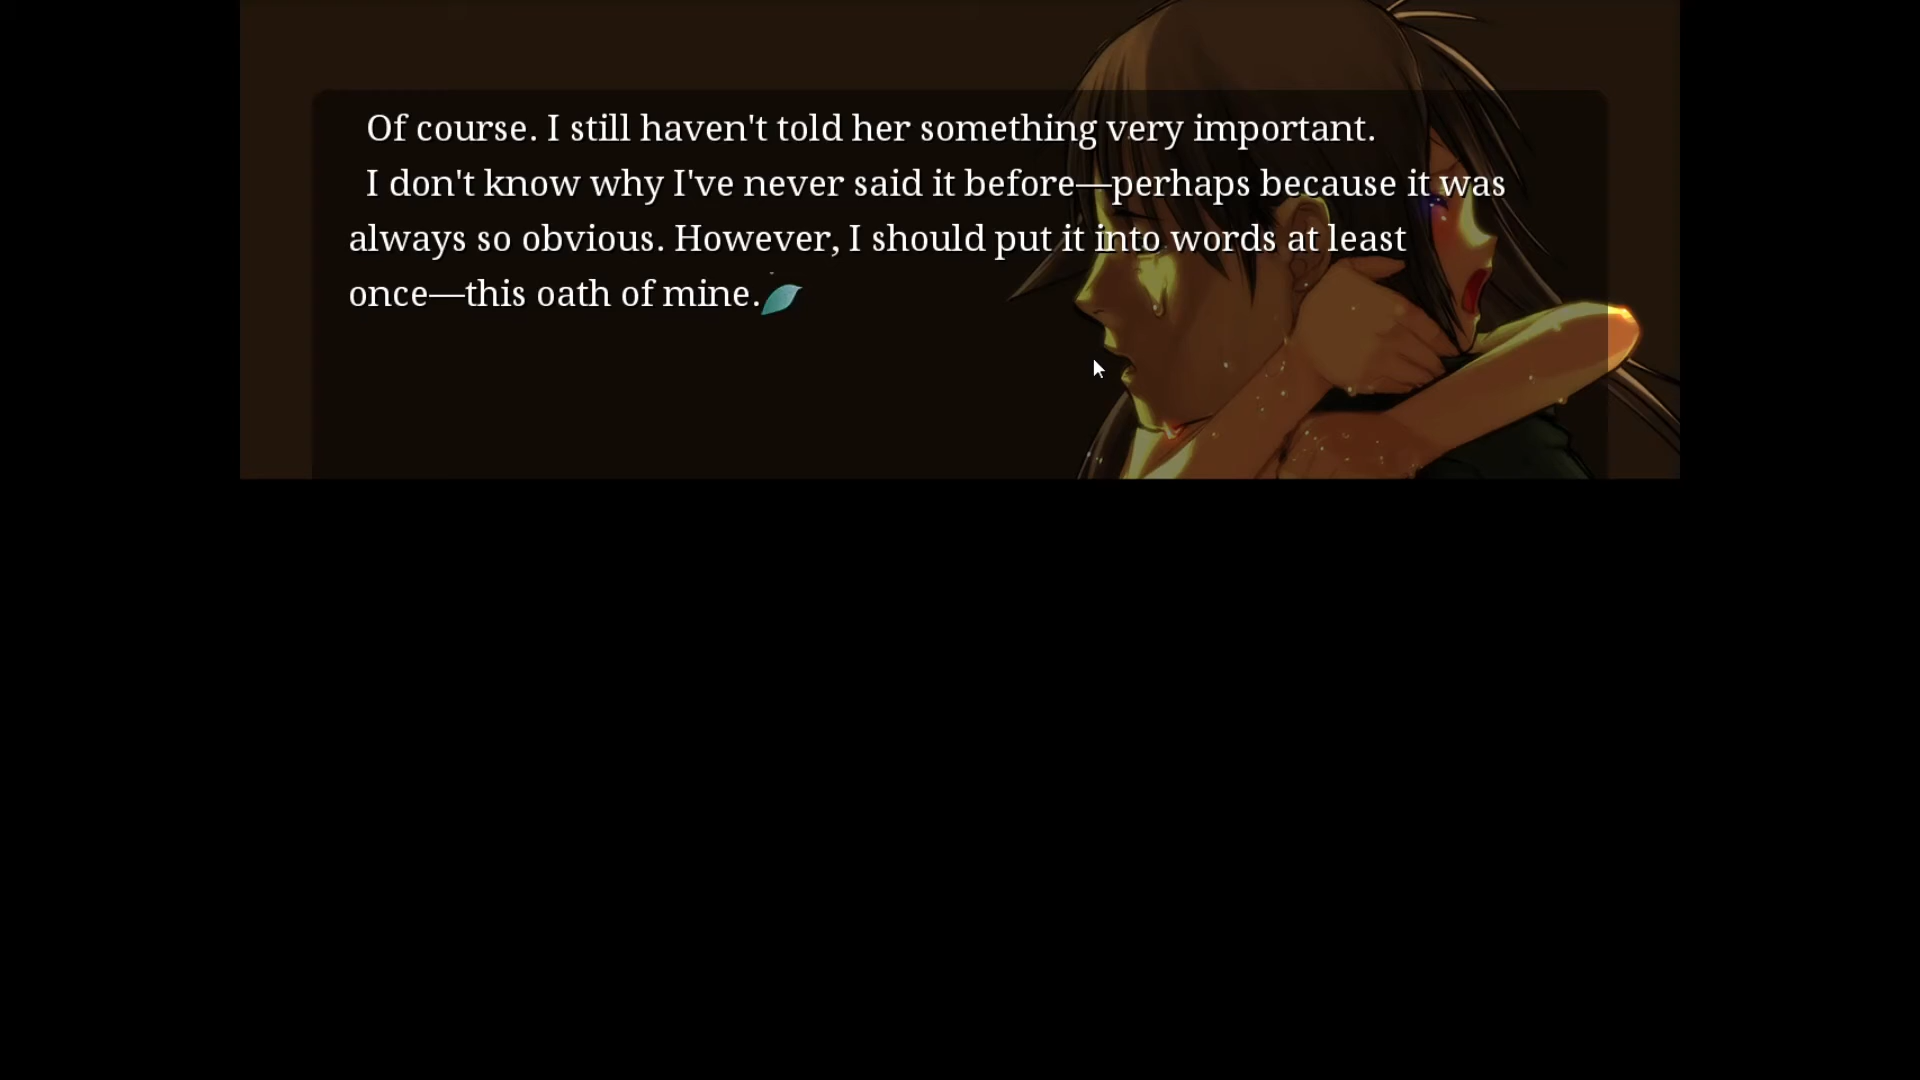 Of course. I still haven't told her something very important.
I don't know why I've never said it before—perhaps because it was
always so obvious. However, I should put it into words at least
once—this oath of mine.